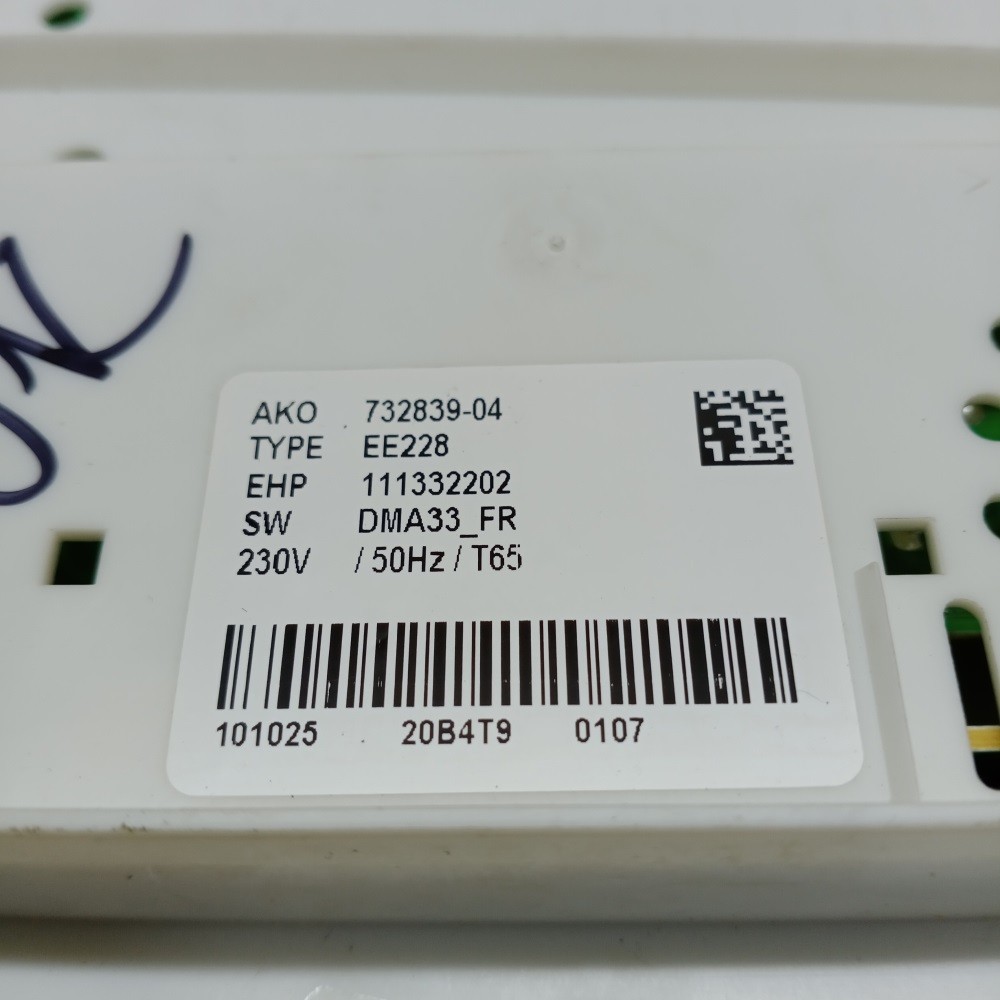 AKO 732839-04
TYPE EE228
EHP 111332202
SW DMA33_FR
230V / 50Hz / T65
101025 . 20B4T9 0107